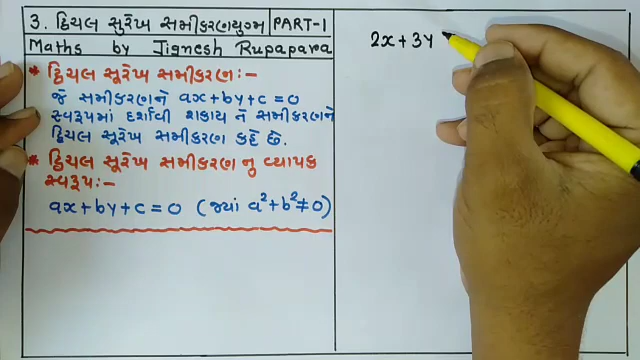 3. દ્વિચલ સુરેખ સમીકરણયુગ્મ PART-1
Maths by Jignesh Rupapara
* દ્વિચલ સૂરેખ સમીકરણ:-
જે સમીકરણને ax+by+c=0
સ્વરૂપમાં દર્શાવી શકાય તે સમીકરણને
દ્વિચલ સૂરેખ સમીકરણ કહે છે.
* દ્વિચલ સૂરેખ સમીકરણ નુ વ્યાપક
સ્વરૂપ:-
ax+by+c=0 (જ્યાં a²+b²≠0)
2x+3y